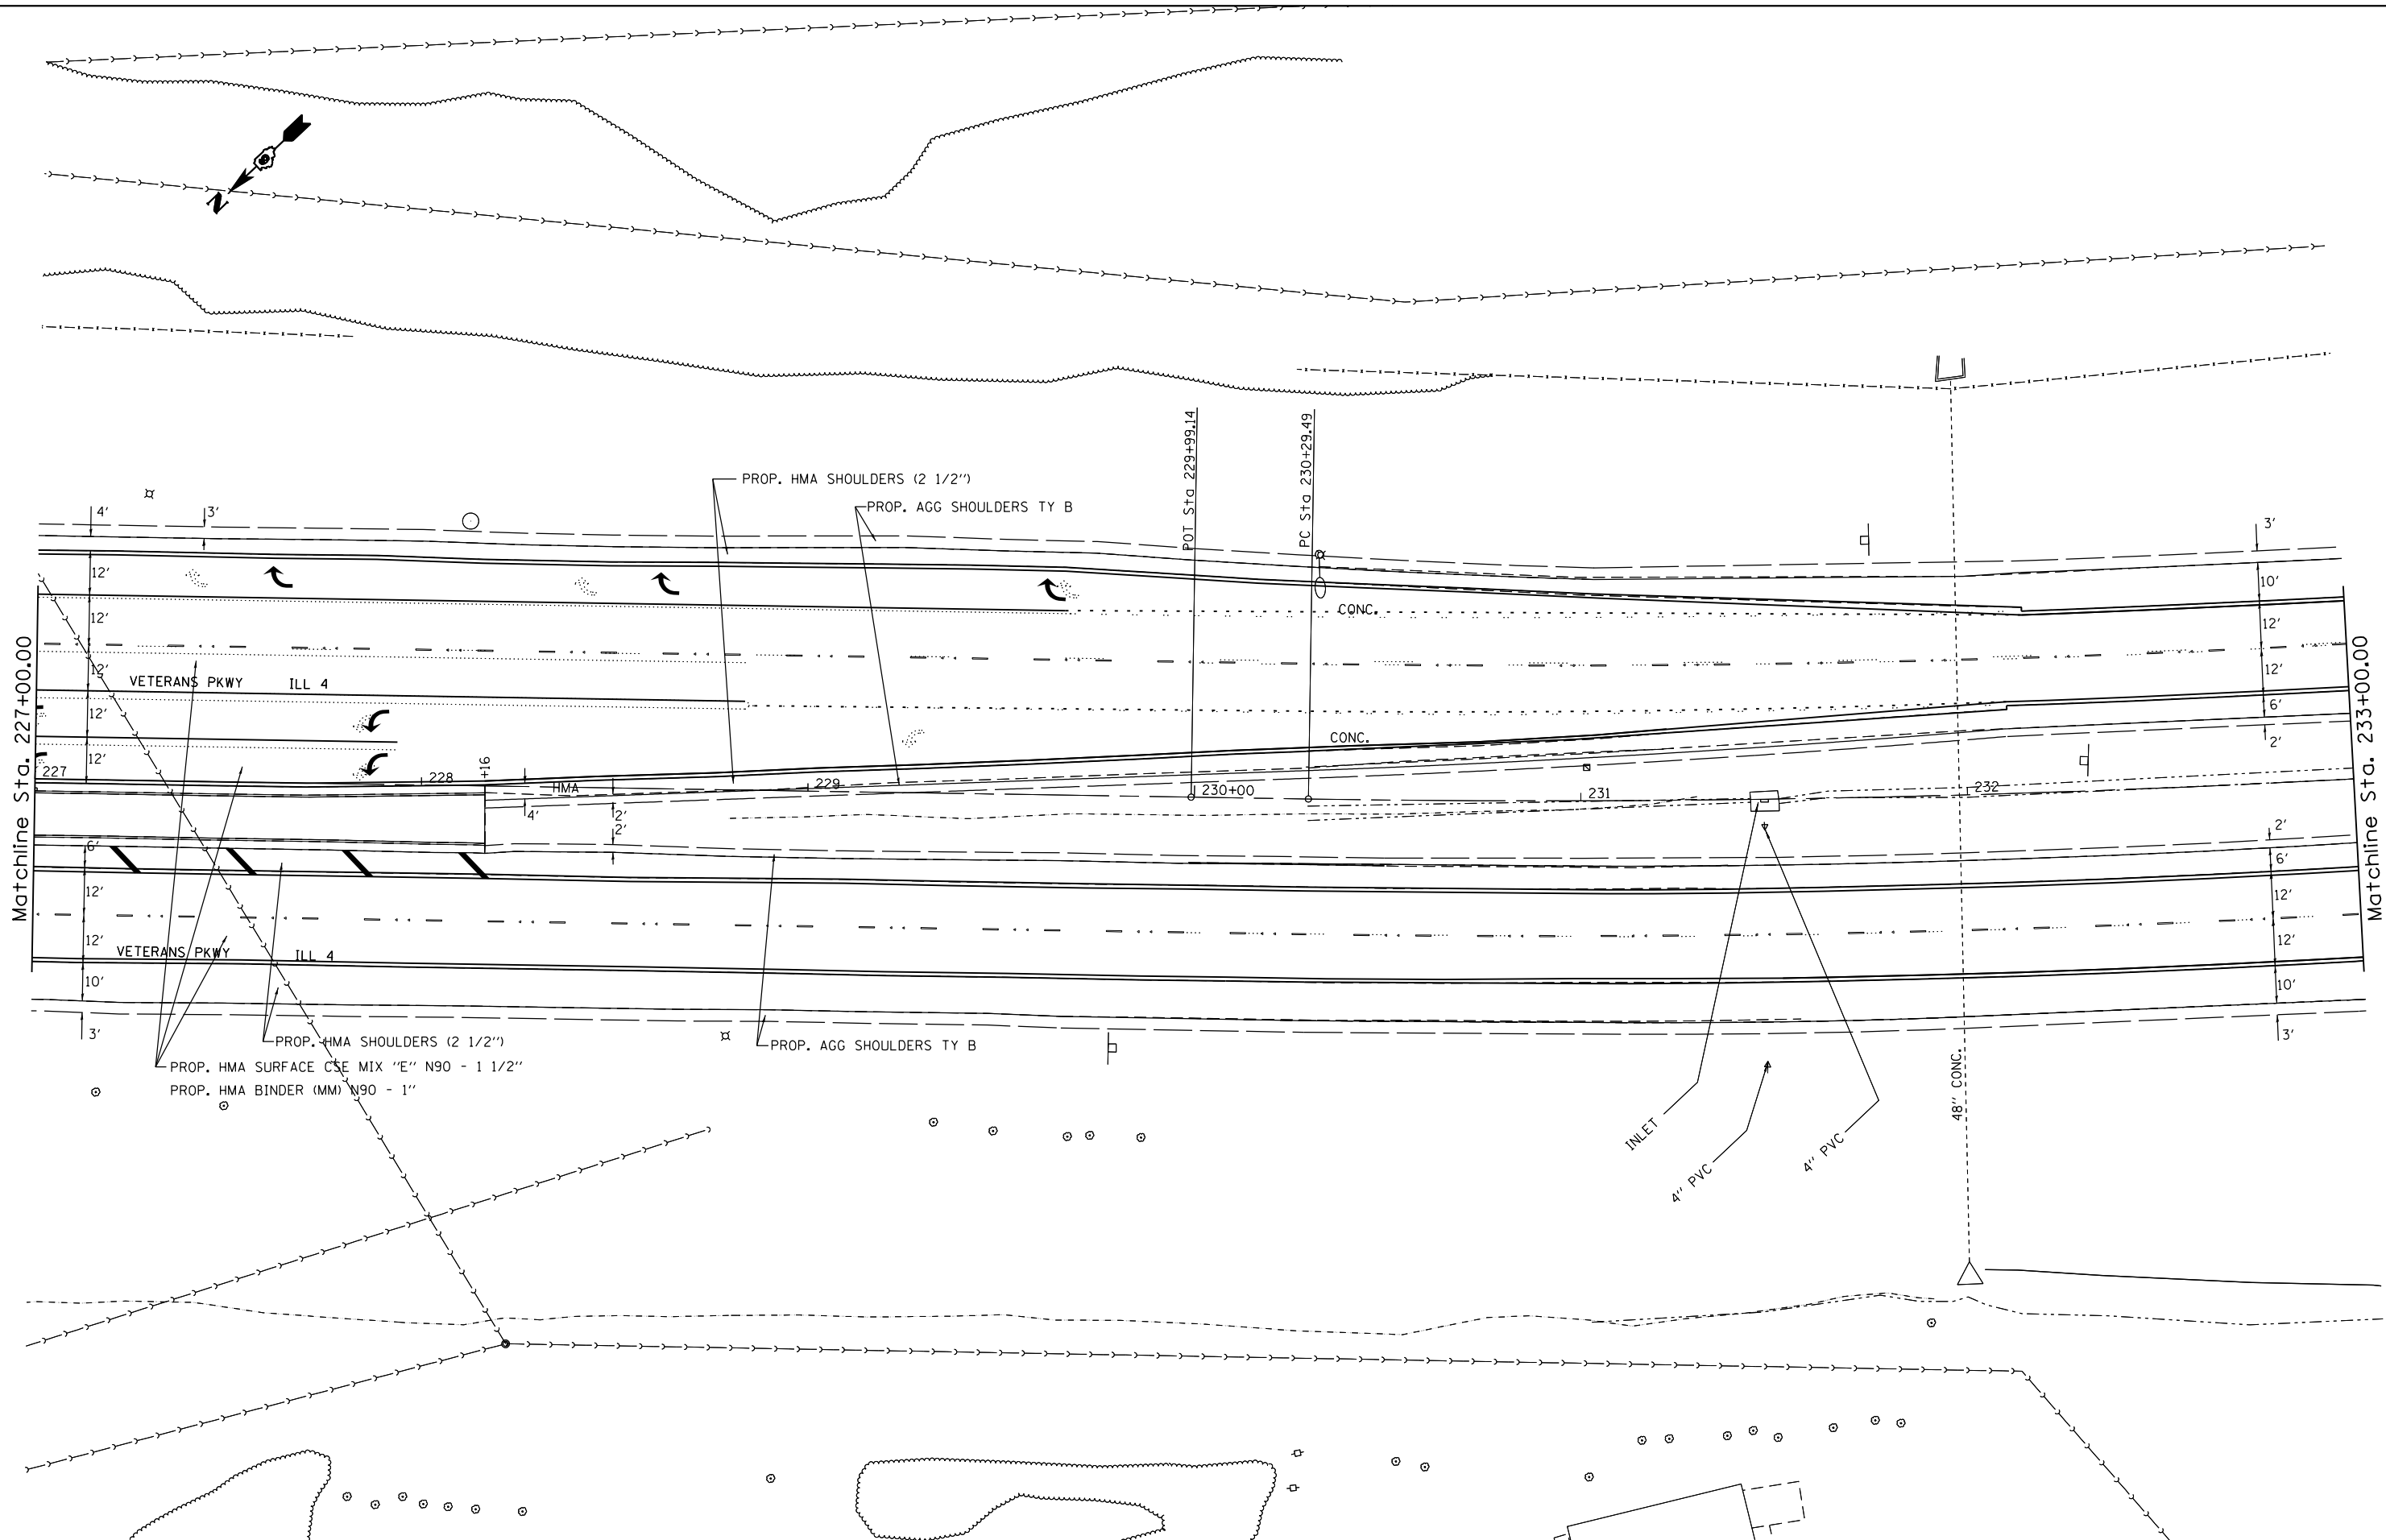 N
POT Sta 229+99.14
PC Sta 230+29.49
PROP. HMA SHOULDERS (2 1/2")
PROP. AGG SHOULDERS TY B
4'
3'
3'
12'
10'
CONC.
12'
12'
12'
12'
VETERANS PKWY ILL 4
12'
6'
CONC.
12'
2'
Matchline Sta. 227+00.00
Matchline Sta. 233+00.00
227
228
+16
HMA
229
230+00
231
232
4'
2'
2'
2'
6'
6'
12'
12'
12'
12'
VETERANS PKWY ILL 4
10'
10'
3'
3'
PROP. HMA SHOULDERS (2 1/2")
PROP. AGG SHOULDERS TY B
PROP. HMA SURFACE CSE MIX "E" N90 - 1 1/2"
PROP. HMA BINDER (MM) N90 - 1"
INLET
4" PVC
4" PVC
48" CONC.